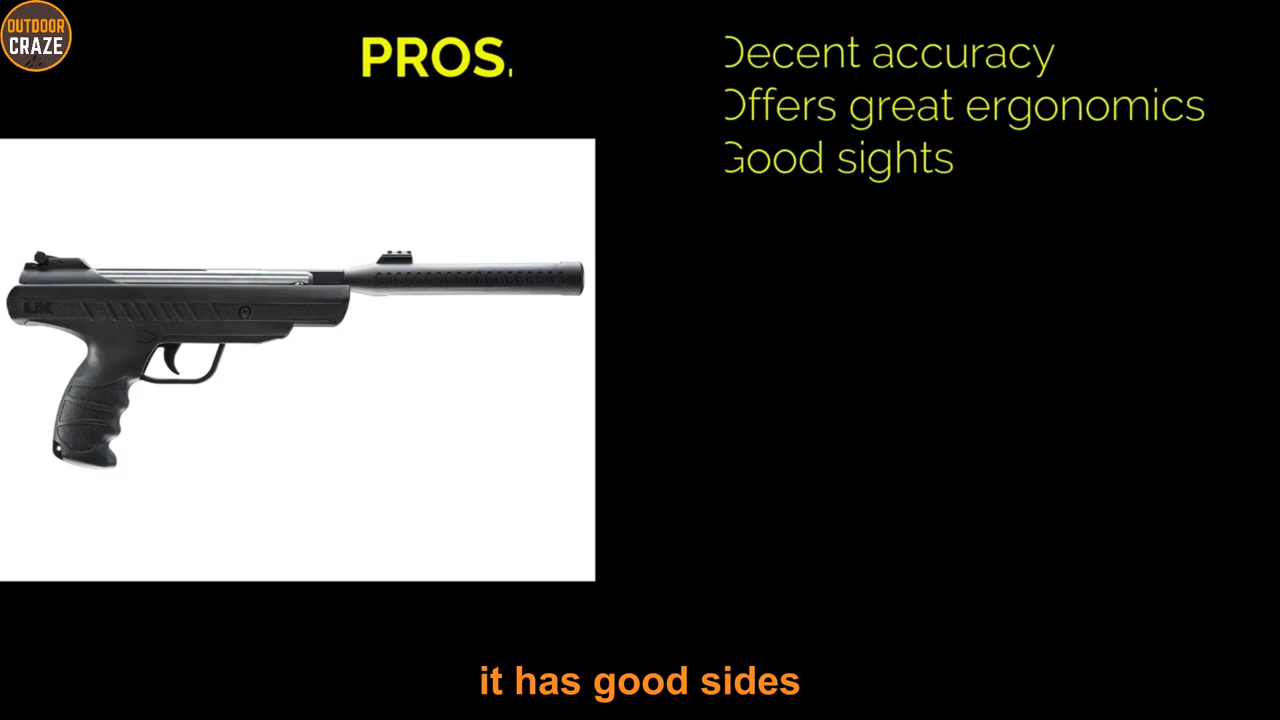 OUTDOOR
CRAZE
PROS.
Decent accuracy
Offers great ergonomics
Good sights
it has good sides